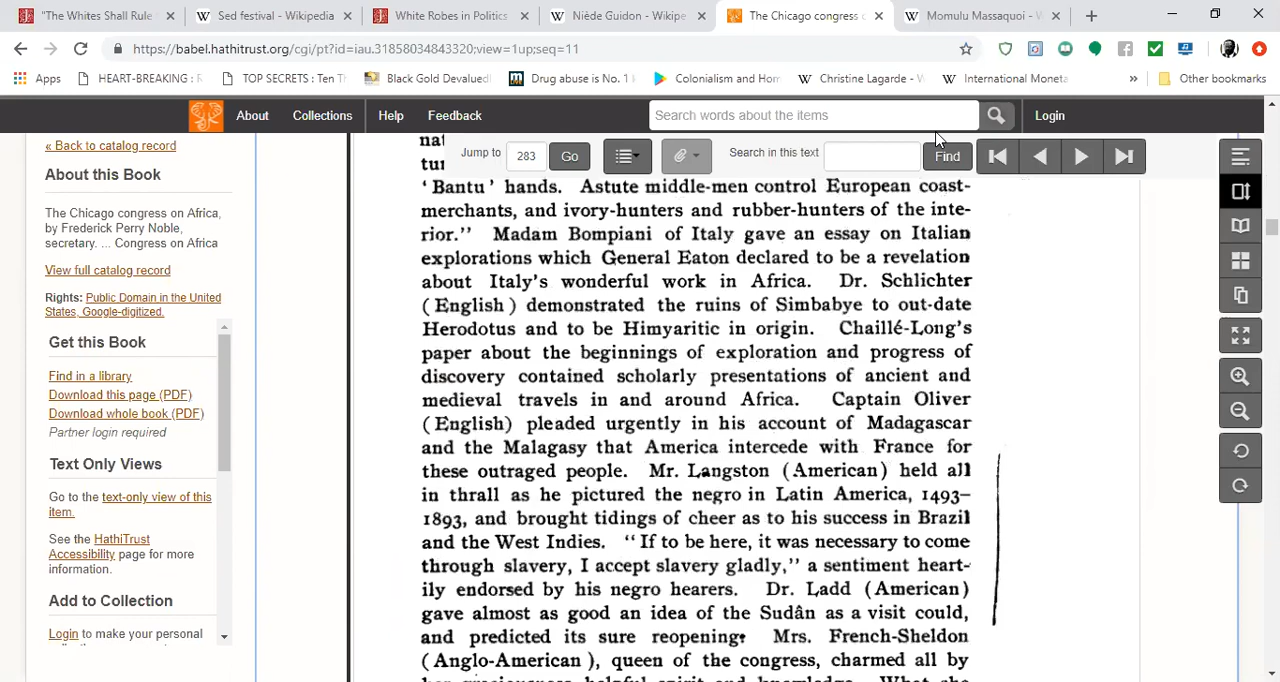 "The Whites Shall Rule
Sed festival - Wikipedia
White Robes in Politics
Niède Guidon - Wikipe
The Chicago congress
Momulu Massaquoi - W
https://babel.hathitrust.org/cgi/pt?id=iau.31858034843320;view=1up;seq=11
Apps
HEART-BREAKING :
TOP SECRETS : Ten Th
Black Gold Devalued
Drug abuse is No. 1
Colonialism and Hom
Christine Lagarde -
International Moneta
»
Other bookmarks
About
Collections
Help
Feedback
Search words about the items
Login
« Back to catalog record
About this Book
The Chicago congress on Africa,
by Frederick Perry Noble,
secretary. ... Congress on Africa
View full catalog record
Rights: Public Domain in the United
States, Google-digitized.
Get this Book
Find in a library
Download this page (PDF)
Download whole book (PDF)
Partner login required
Text Only Views
Go to the text-only view of this
item.
See the HathiTrust
Accessibility page for more
information.
Add to Collection
Login to make your personal
Jump to
283
Go
Search in this text
Find
nat
tur
'Bantu' hands. Astute middle-men control European coast-
merchants, and ivory-hunters and rubber-hunters of the inte-
rior." Madam Bompiani of Italy gave an essay on Italian
explorations which General Eaton declared to be a revelation
about Italy's wonderful work in Africa. Dr. Schlichter
(English) demonstrated the ruins of Simbabye to out-date
Herodotus and to be Himyaritic in origin. Chaillé-Long's
paper about the beginnings of exploration and progress of
discovery contained scholarly presentations of ancient and
medieval travels in and around Africa. Captain Oliver
(English) pleaded urgently in his account of Madagascar
and the Malagasy that America intercede with France for
these outraged people. Mr. Langston (American) held all
in thrall as he pictured the negro in Latin America, 1493–
1893, and brought tidings of cheer as to his success in Brazil
and the West Indies. "If to be here, it was necessary to come
through slavery, I accept slavery gladly," a sentiment heart-
ily endorsed by his negro hearers. Dr. Ladd (American)
gave almost as good an idea of the Sudân as a visit could,
and predicted its sure reopening. Mrs. French-Sheldon
(Anglo-American), queen of the congress, charmed all by
her graciousness, helpful spirit and knowledge. What she